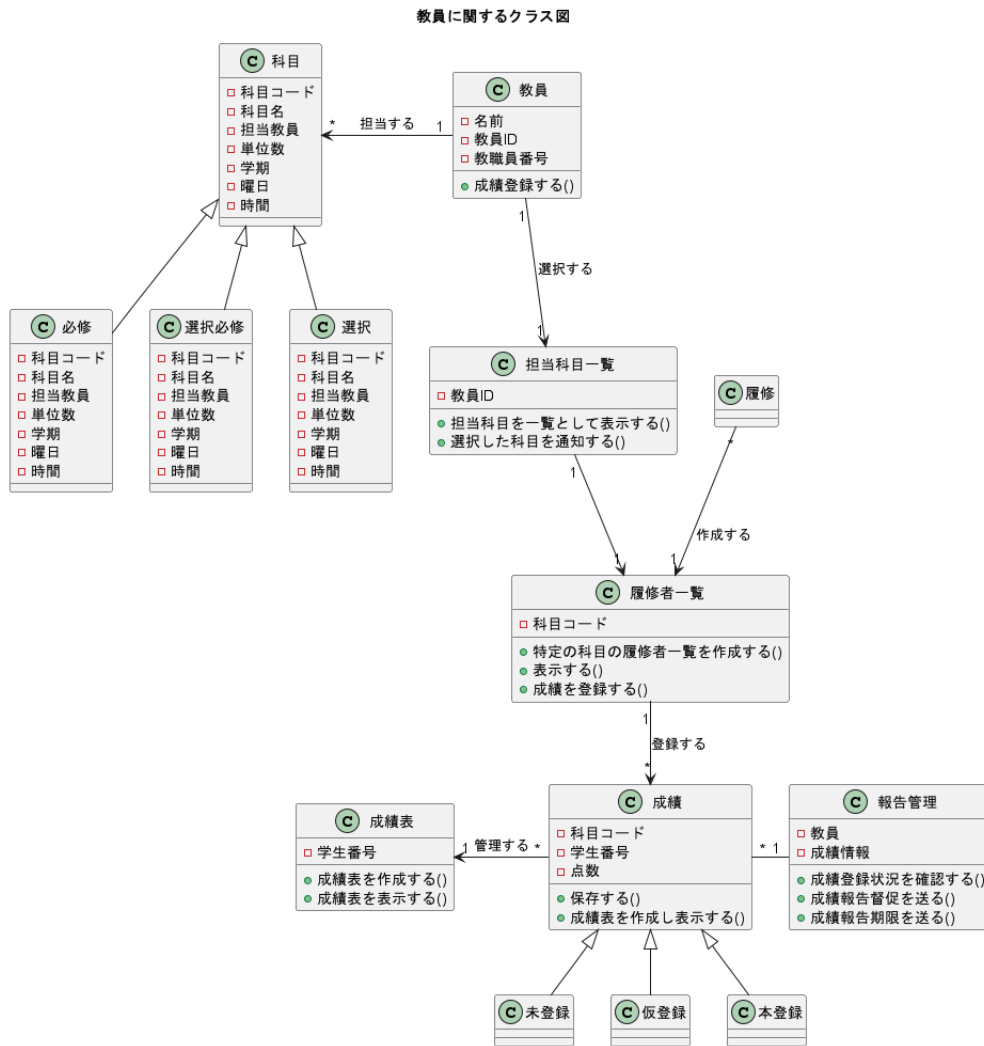 教員に関するクラス図
C 科目
科目コード
科目名
担当教員
単位数
学期
曜日
時間
* 担当する 1
C 教員
名前
教員ID
教職員番号
成績登録する()
1
選択する
1
C 必修
科目コード
科目名
担当教員
単位数
学期
曜日
時間
C 選択必修
科目コード
科目名
担当教員
単位数
学期
曜日
時間
C 選択
科目コード
科目名
担当教員
単位数
学期
曜日
時間
C 担当科目一覧
教員ID
担当科目を一覧として表示する()
選択した科目を通知する()
C 履修
1
*
作成する
1
1
C 履修者一覧
科目コード
特定の科目の履修者一覧を作成する()
表示する()
成績を登録する()
1
登録する
*
C 成績表
学生番号
成績表を作成する()
成績表を表示する()
1 管理する *
C 成績
科目コード
学生番号
点数
保存する()
成績表を作成し表示する()
* 1
C 報告管理
教員
成績情報
成績登録状況を確認する()
成績報告督促を送る()
成績報告期限を送る()
C 未登録
C 仮登録
C 本登録